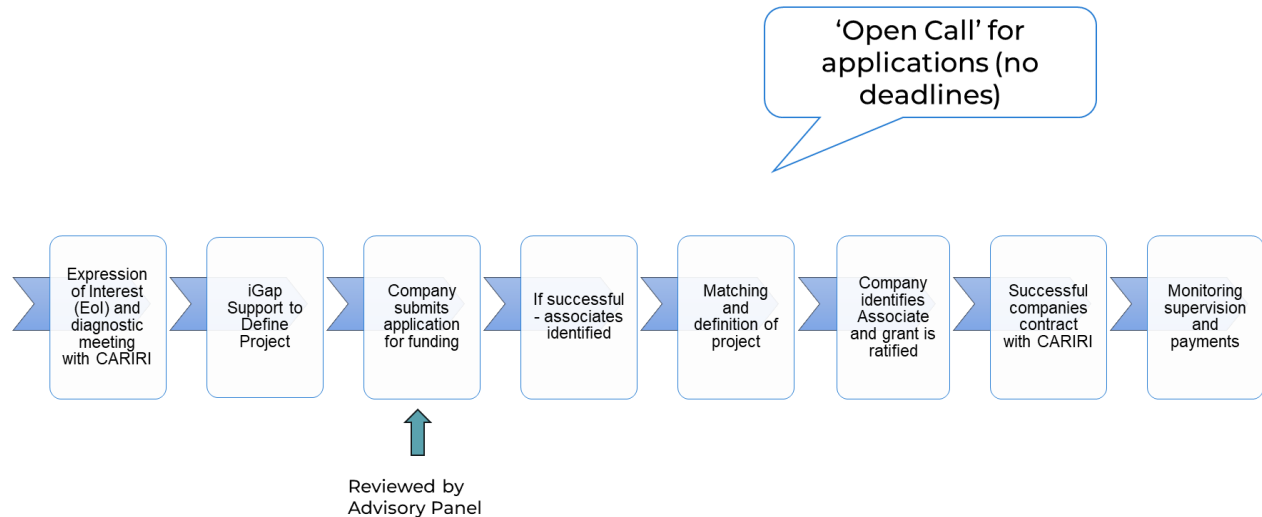 ‘Open Call’ for
applications (no
deadlines)
Expression
of Interest
(EoI) and
diagnostic
meeting
with CARIRI
iGap
Support to
Define
Project
Company
submits
application
for funding
If successful
- associates
identified
Matching
and
definition of
project
Company
identifies
Associate
and grant is
ratified
Successful
companies
contract
with CARIRI
Monitoring
supervision
and
payments
Reviewed by
Advisory Panel